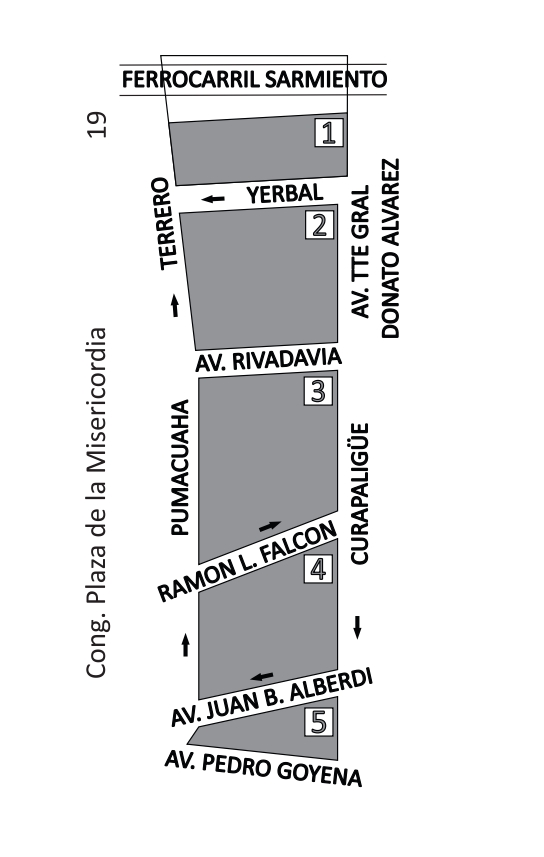 Cong. Plaza de la Misericordia 19
FERROCARRIL SARMIENTO
TERRERO
PUMACUAHA
RAMON L. FALCON
AV. JUAN B. ALBERDI
AV. PEDRO GOYENA
AV. RIVADAVIA
YERBAL
5
4
3
2
1
CURAPALIGÜE
AV. TTE GRAL
DONATO ALVAREZ